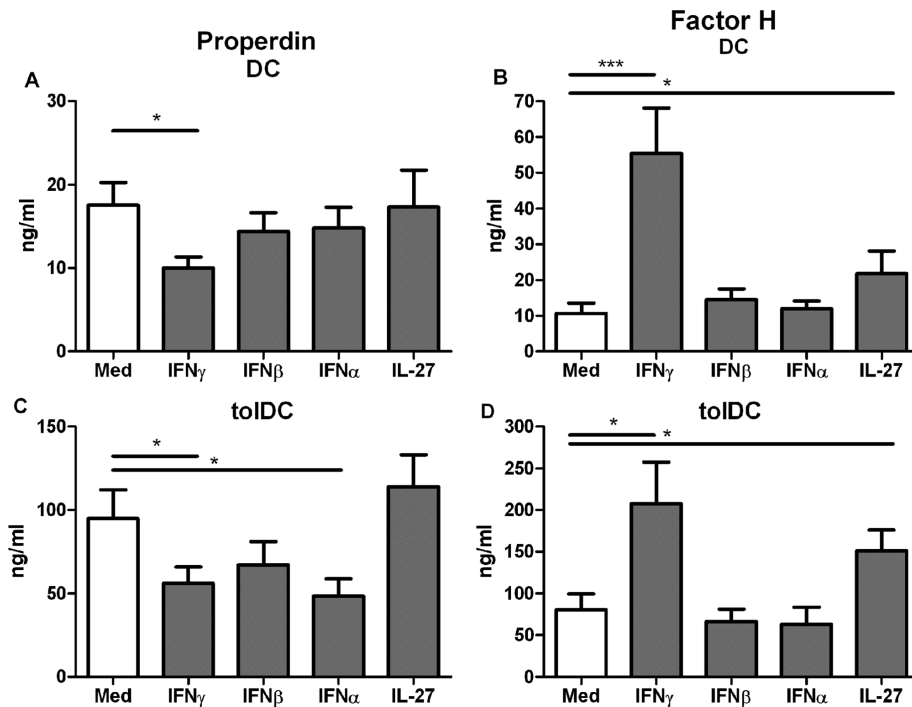 Properdin
DC
A
*
30
20
10
0
ng/ml
Med IFNγ IFNβ IFNα IL-27
Factor H
DC
B
***
*
70
60
50
40
30
20
10
0
ng/ml
Med IFNγ IFNβ IFNα IL-27
C
tolDC
*
*
150
100
50
0
ng/ml
Med IFNγ IFNβ IFNα IL-27
D
tolDC
*
*
300
250
200
150
100
50
0
ng/ml
Med IFNγ IFNβ IFNα IL-27